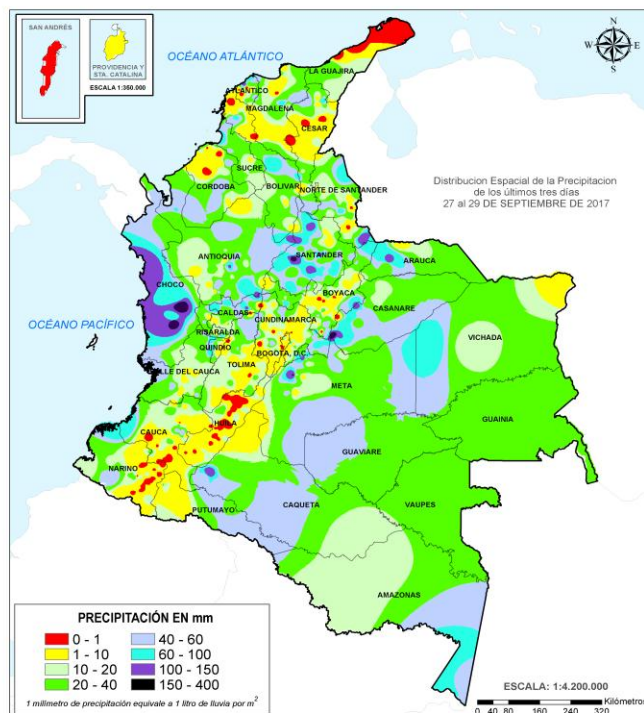 SAN ANDRÉS
PROVIDENCIA Y
STA. CATALINA
ESCALA 1:350.000
OCÉANO ATLÁNTICO
N
W E
S
LA GUAJIRA
ATLANTICO
MAGDALENA
CESAR
SUCRE
CORDOBA
BOLIVAR
NORTE DE SANTANDER
Distribucion Espacial de la Precipitacion
de los últimos tres días
27 al 29 DE SEPTIEMBRE DE 2017
ANTIOQUIA
SANTANDER
ARAUCA
CHOCO
BOYACA
CASANARE
OCÉANO PACÍFICO
CALDAS
CUNDINAMARCA
RISARALDA
VICHADA
QUINDIO
BOGOTA, D.C.
TOLIMA
VALLE DEL CAUCA
META
GUAINIA
HUILA
CAUCA
GUAVIARE
NARIÑO
VAUPES
CAQUETA
PUTUMAYO
AMAZONAS
PRECIPITACIÓN EN mm
0 - 1 40 - 60
1 - 10 60 - 100
10 - 20 100 - 150
20 - 40 150 - 400
1 milimetro de precipitación equivale a 1 litro de lluvia por m²
ESCALA: 1:4.200.000
Kilómetros
0 40 80 160 240 320